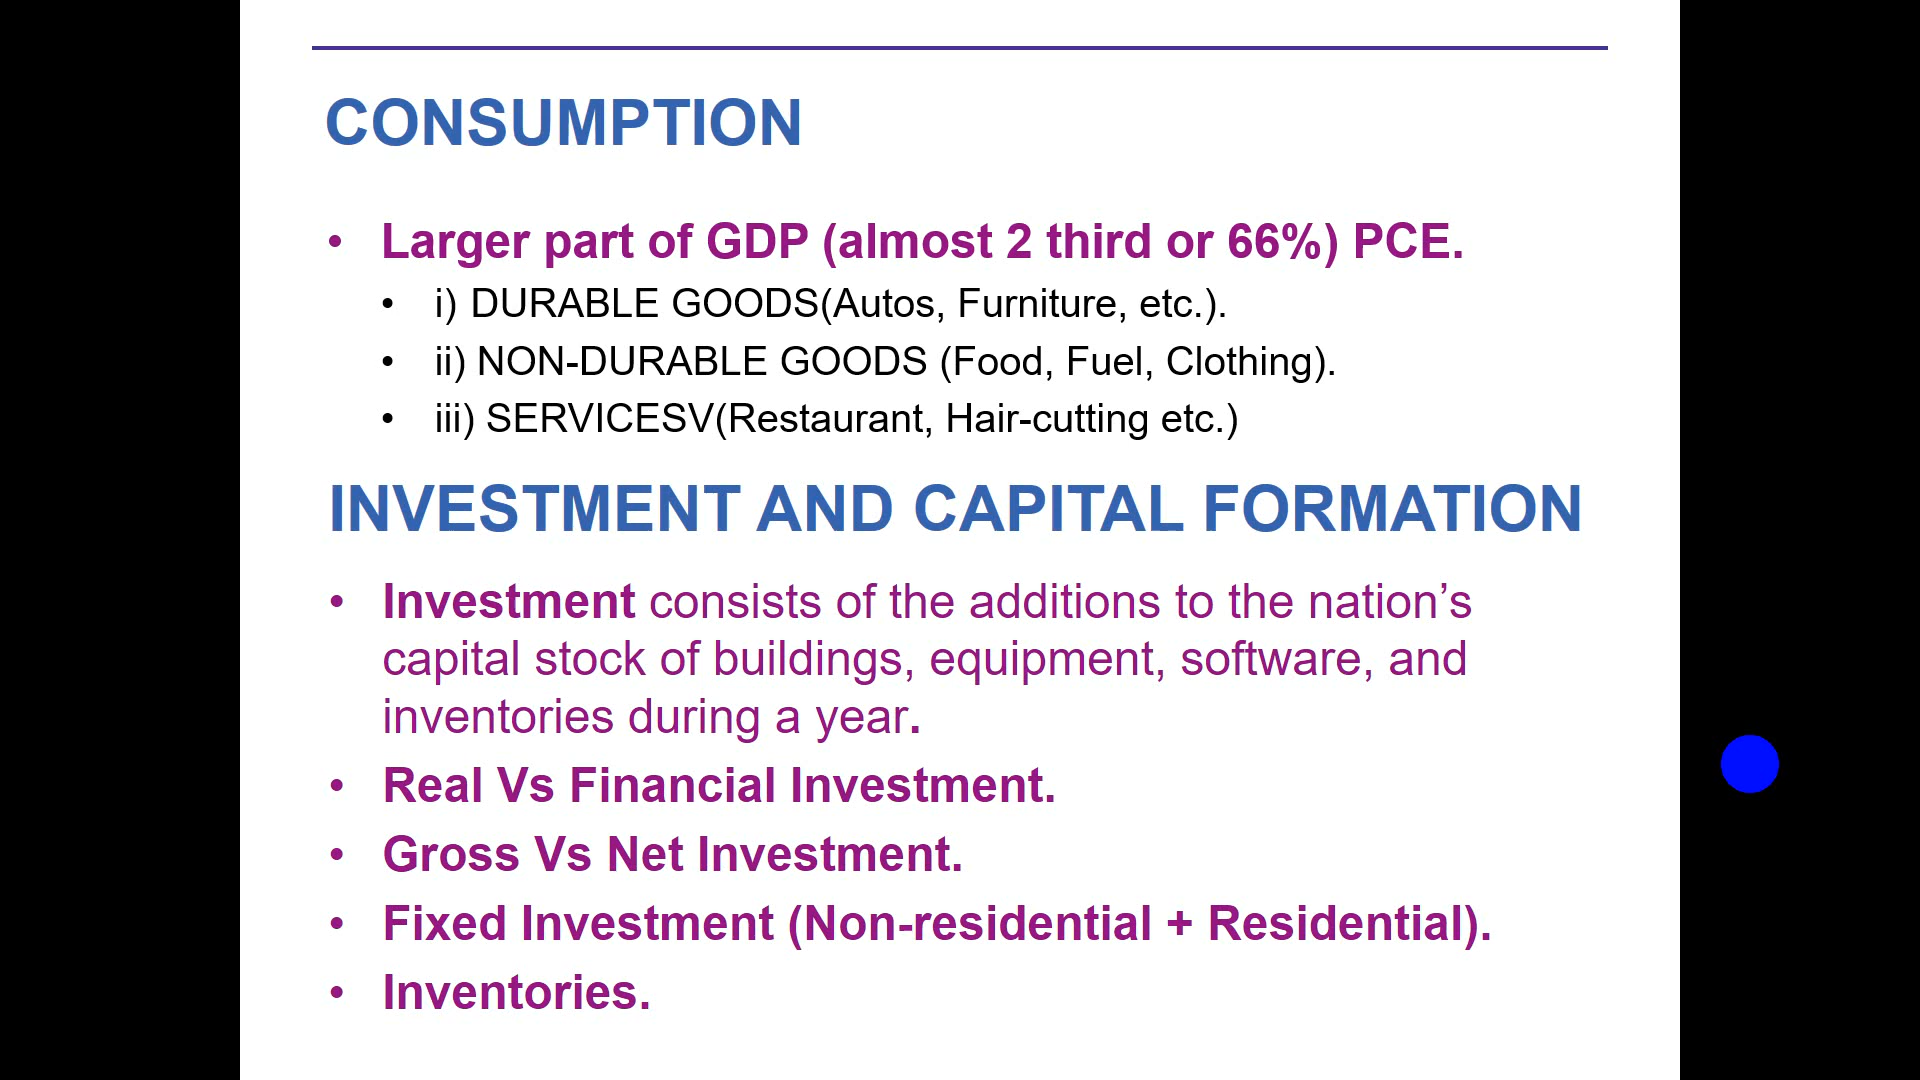 CONSUMPTION
• Larger part of GDP (almost 2 third or 66%) PCE.
• i) DURABLE GOODS(Autos, Furniture, etc.).
• ii) NON-DURABLE GOODS (Food, Fuel, Clothing).
• iii) SERVICESV(Restaurant, Hair-cutting etc.)
INVESTMENT AND CAPITAL FORMATION
• Investment consists of the additions to the nation’s
capital stock of buildings, equipment, software, and
inventories during a year.
• Real Vs Financial Investment.
• Gross Vs Net Investment.
• Fixed Investment (Non-residential + Residential).
• Inventories.